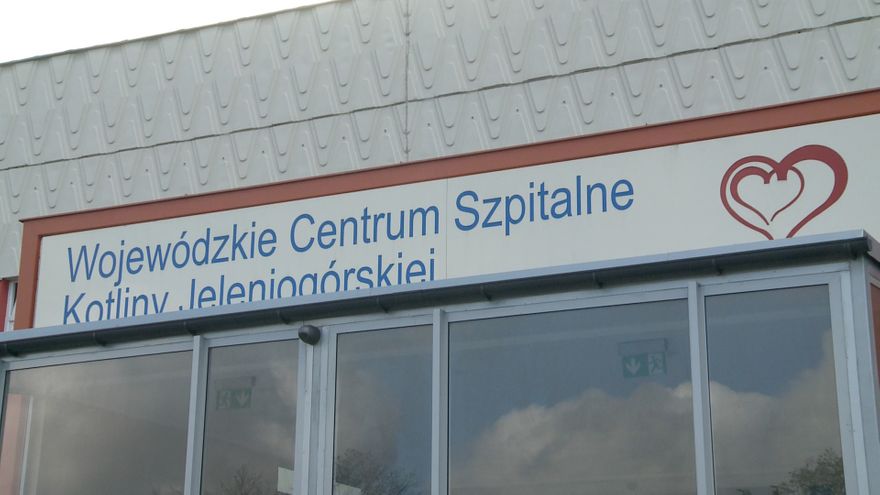 Wojewódzkie Centrum Szpitalne
Kotliny Jeleniogórskiej